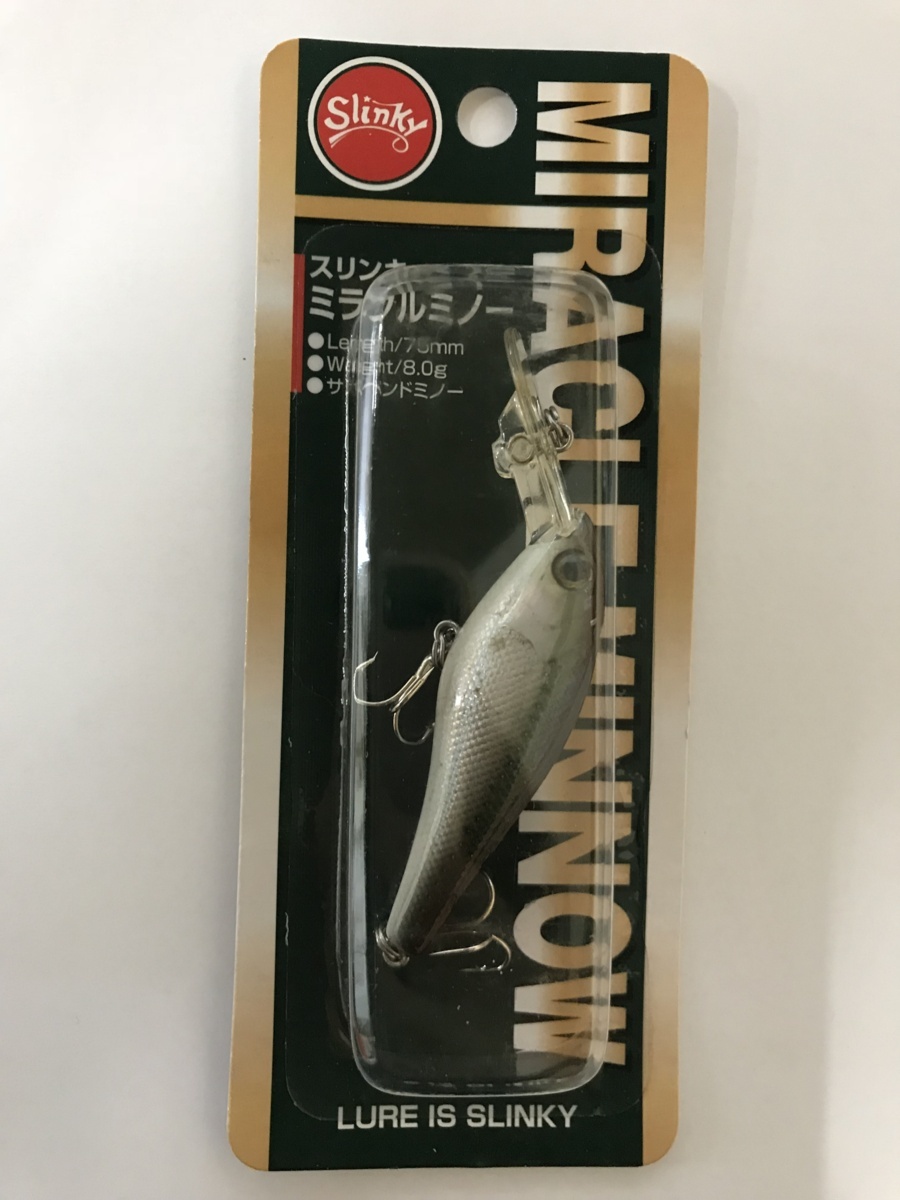 Slinky
MIRACLE MINNOW
スリンキー
ミラクルミノー
●Length/75mm
●Waight/8.0g
●サスペンドミノー
LURE IS SLINKY